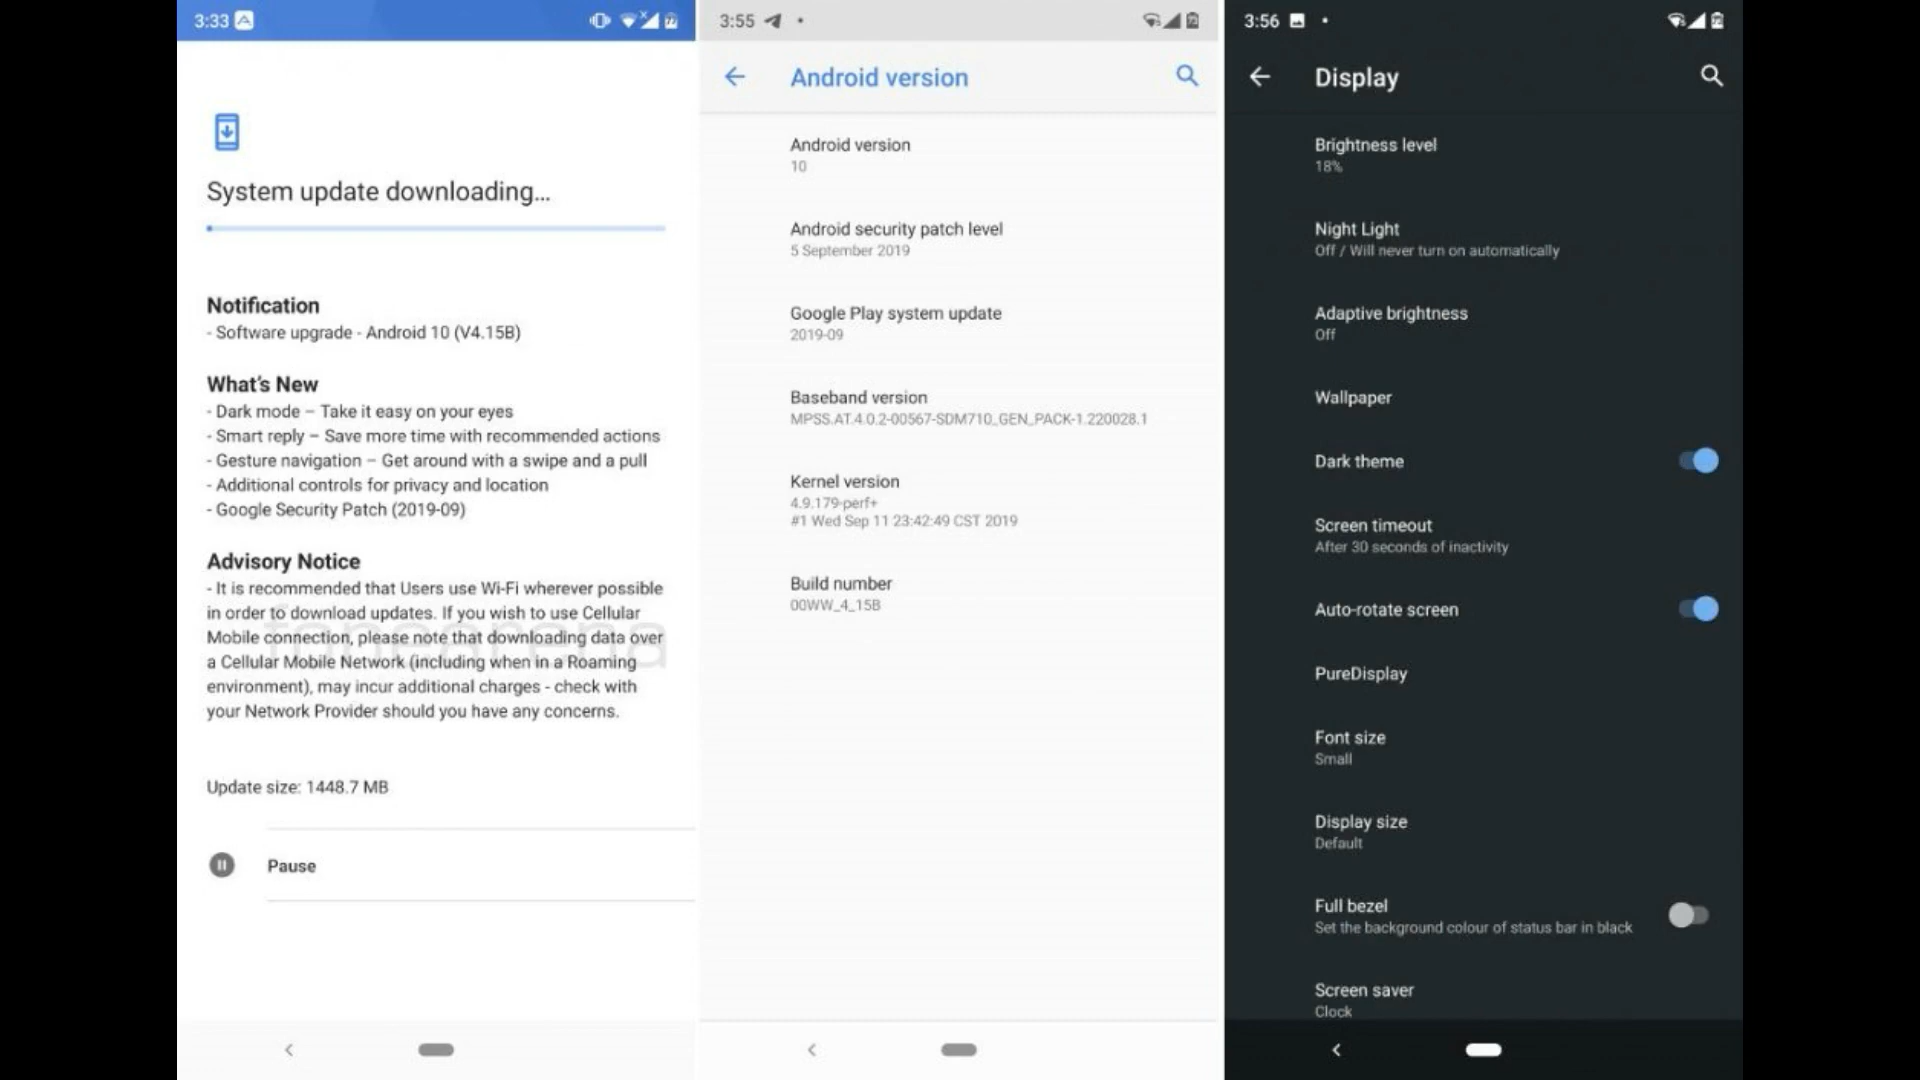 3:33
System update downloading...
Notification
- Software upgrade - Android 10 (V4.15B)
What's New
- Dark mode – Take it easy on your eyes
- Smart reply – Save more time with recommended actions
- Gesture navigation – Get around with a swipe and a pull
- Additional controls for privacy and location
- Google Security Patch (2019-09)
Advisory Notice
- It is recommended that Users use Wi-Fi wherever possible
in order to download updates. If you wish to use Cellular
Mobile connection, please note that downloading data over
a Cellular Mobile Network (including when in a Roaming
environment), may incur additional charges - check with
your Network Provider should you have any concerns.
fonearena
Update size: 1448.7 MB
Pause
3:55
Android version
Android version
10
Android security patch level
5 September 2019
Google Play system update
2019-09
Baseband version
MPSS.AT.4.0.2-00567-SDM710_GEN_PACK-1.220028.1
Kernel version
4.9.179-perf+
#1 Wed Sep 11 23:42:49 CST 2019
Build number
00WW_4_15B
3:56
Display
Brightness level
18%
Night Light
Off / Will never turn on automatically
Adaptive brightness
Off
Wallpaper
Dark theme
Screen timeout
After 30 seconds of inactivity
Auto-rotate screen
PureDisplay
Font size
Small
Display size
Default
Full bezel
Set the background colour of status bar in black
Screen saver
Clock